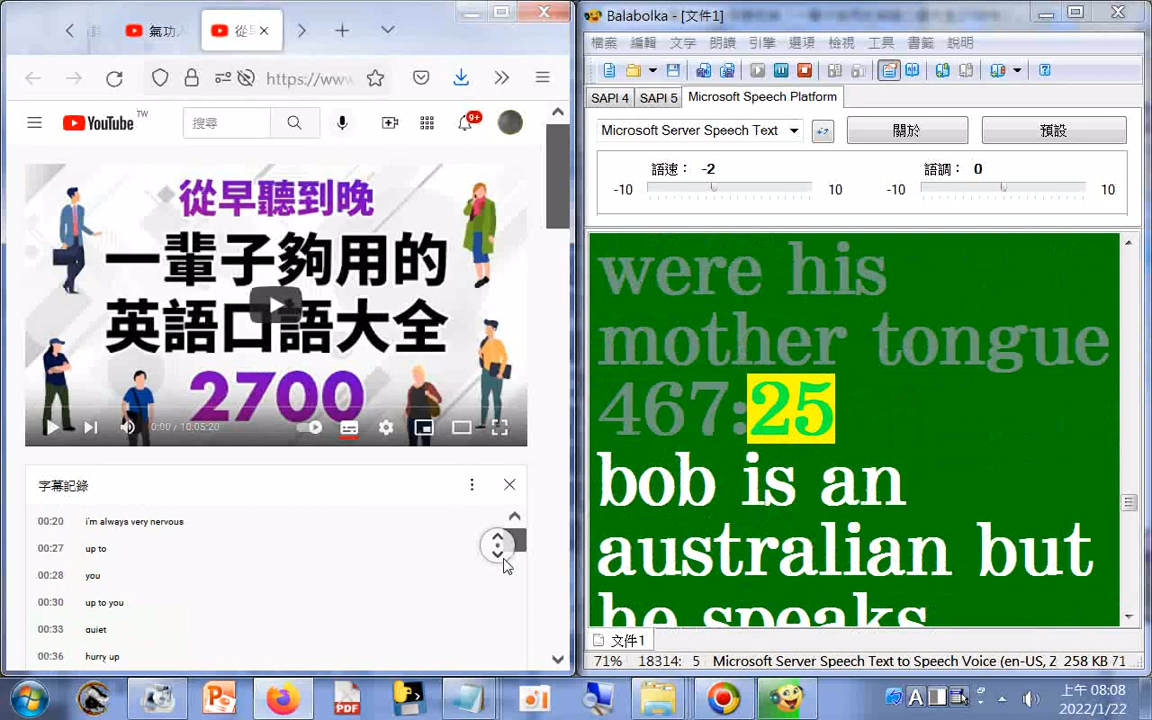 氣功
從
https://www
YouTube TW
搜尋
9+
從早聽到晚
一輩子夠用的
英語口語大全
2700
0:00 / 10:05:20
字幕記錄
00:20 i'm always very nervous
00:27 up to
00:28 you
00:30 up to you
00:33 quiet
00:36 hurry up
Balabolka - [文件1]
檔案 編輯 文字 朗讀 引擎 選項 檢視 工具 書籤 說明
SAPI 4 SAPI 5 Microsoft Speech Platform
Microsoft Server Speech Text
關於
預設
語速: -2
語調: 0
-10 10 -10 10
were his
mother tongue
467:25
bob is an
australian but
he speaks
文件1
71% 18314: 5 Microsoft Server Speech Text to Speech Voice (en-US, 2 258 KB 71
PDF
上午 08:08
2022/1/22